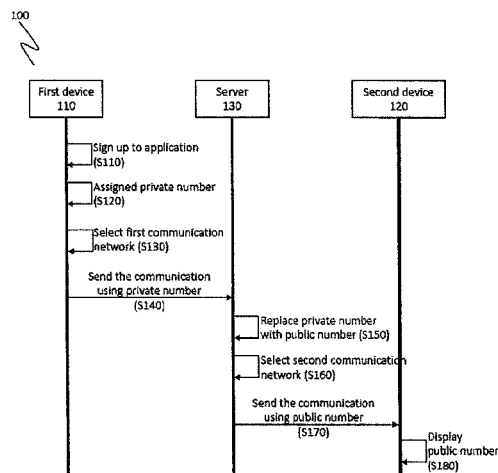 100
First device
110
Server
130
Second device
120
Sign up to application
(S110)
Assigned private number
(S120)
Select first communication
network (S130)
Send the communication
using private number
(S140)
Replace private number
with public number (S150)
Select second communication
network (S160)
Send the communication
using public number
(S170)
Display
public number
(S180)